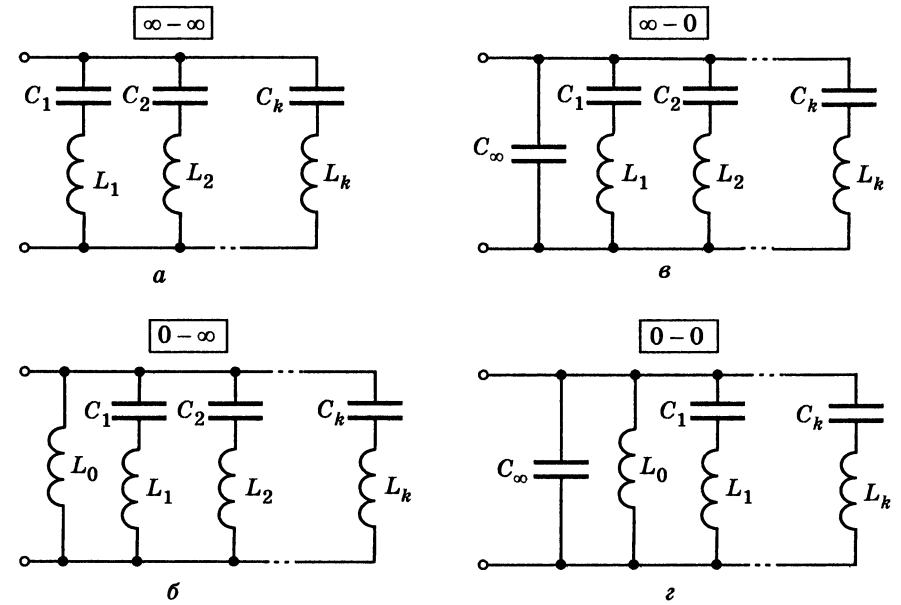 ∞ – ∞
C₁ C₂ Cₖ
L₁ L₂ Lₖ
а
∞ – 0
C∞ C₁ C₂ Cₖ
L₁ L₂ Lₖ
в
0 – ∞
C₁ C₂ Cₖ
L₀ L₁ L₂ Lₖ
б
0 – 0
C₁ Cₖ
C∞ L₀ L₁ Lₖ
г